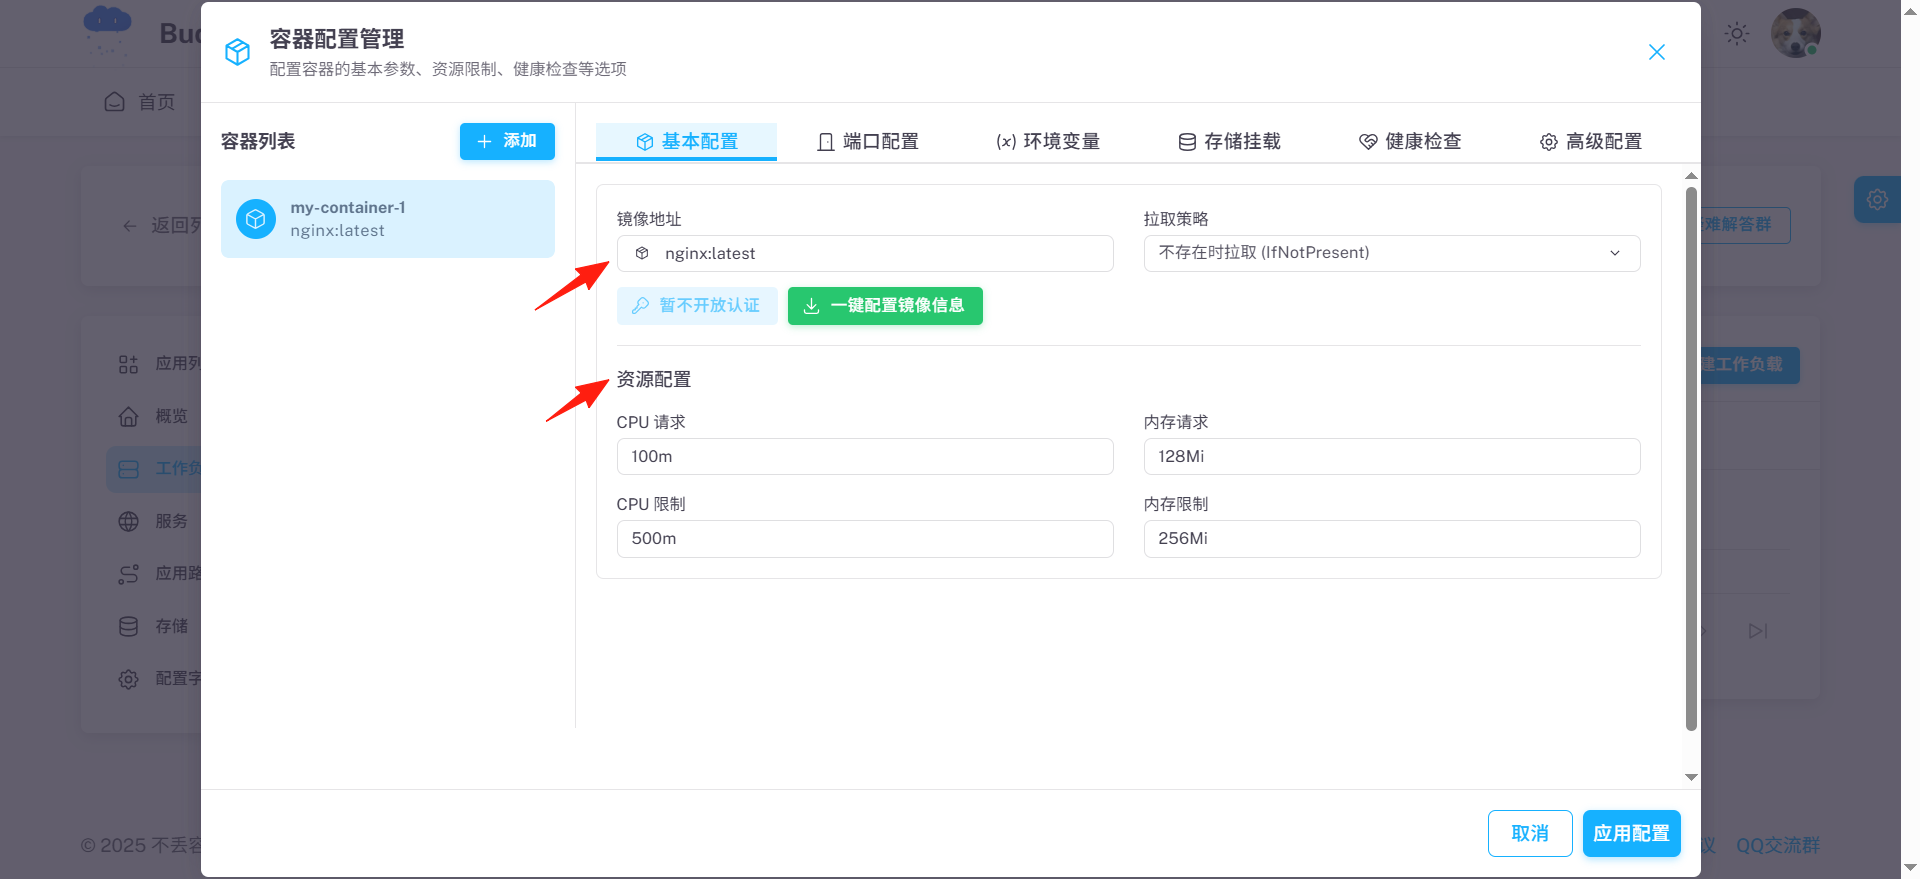 容器配置管理
配置容器的基本参数、资源限制、健康检查等选项
首页
容器列表
添加
my-container-1
nginx:latest
基本配置
端口配置
(x) 环境变量
存储挂载
健康检查
高级配置
镜像地址
nginx:latest
拉取策略
不存在时拉取 (IfNotPresent)
暂不开放认证
一键配置镜像信息
资源配置
CPU 请求
100m
内存请求
128Mi
CPU 限制
500m
内存限制
256Mi
取消
应用配置
返回列
难解答群
应用列
概览
工作负
服务
应用路
存储
配置字
建工作负载
© 2025 不丢容
议
QQ交流群